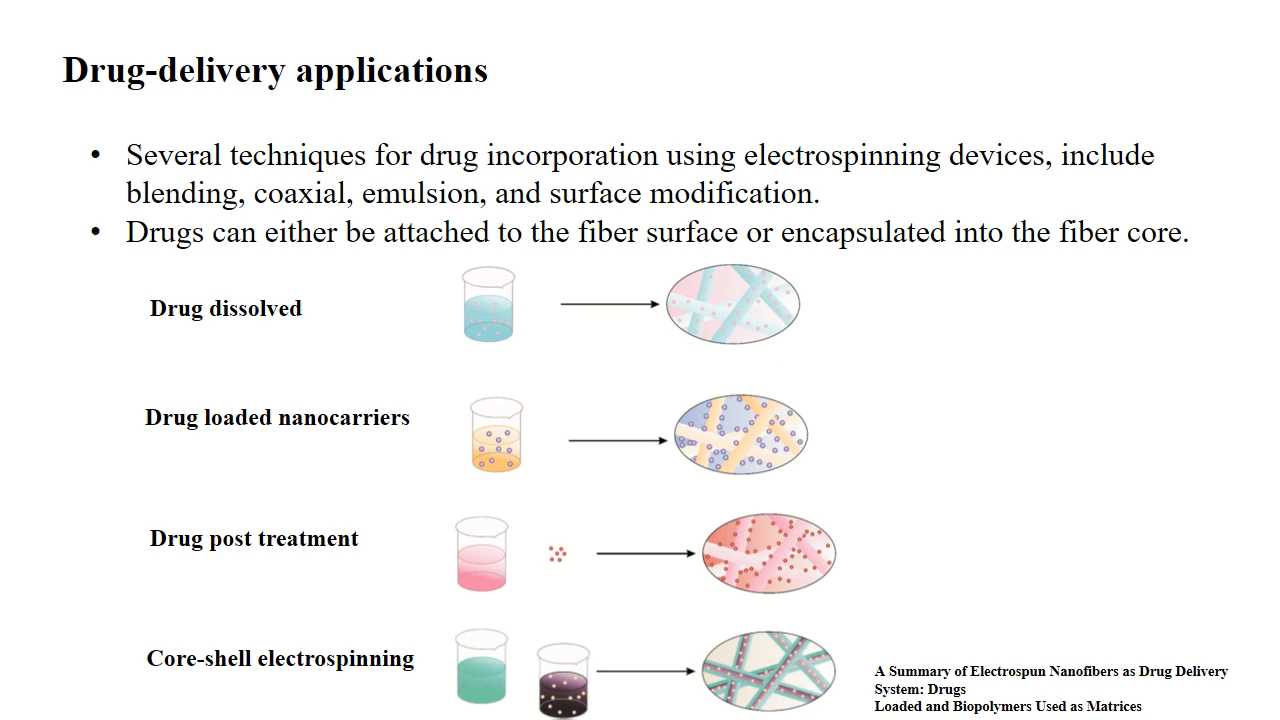 Drug-delivery applications
• Several techniques for drug incorporation using electrospinning devices, include
blending, coaxial, emulsion, and surface modification.
• Drugs can either be attached to the fiber surface or encapsulated into the fiber core.
Drug dissolved
Drug loaded nanocarriers
Drug post treatment
Core-shell electrospinning
A Summary of Electrospun Nanofibers as Drug Delivery
System: Drugs
Loaded and Biopolymers Used as Matrices